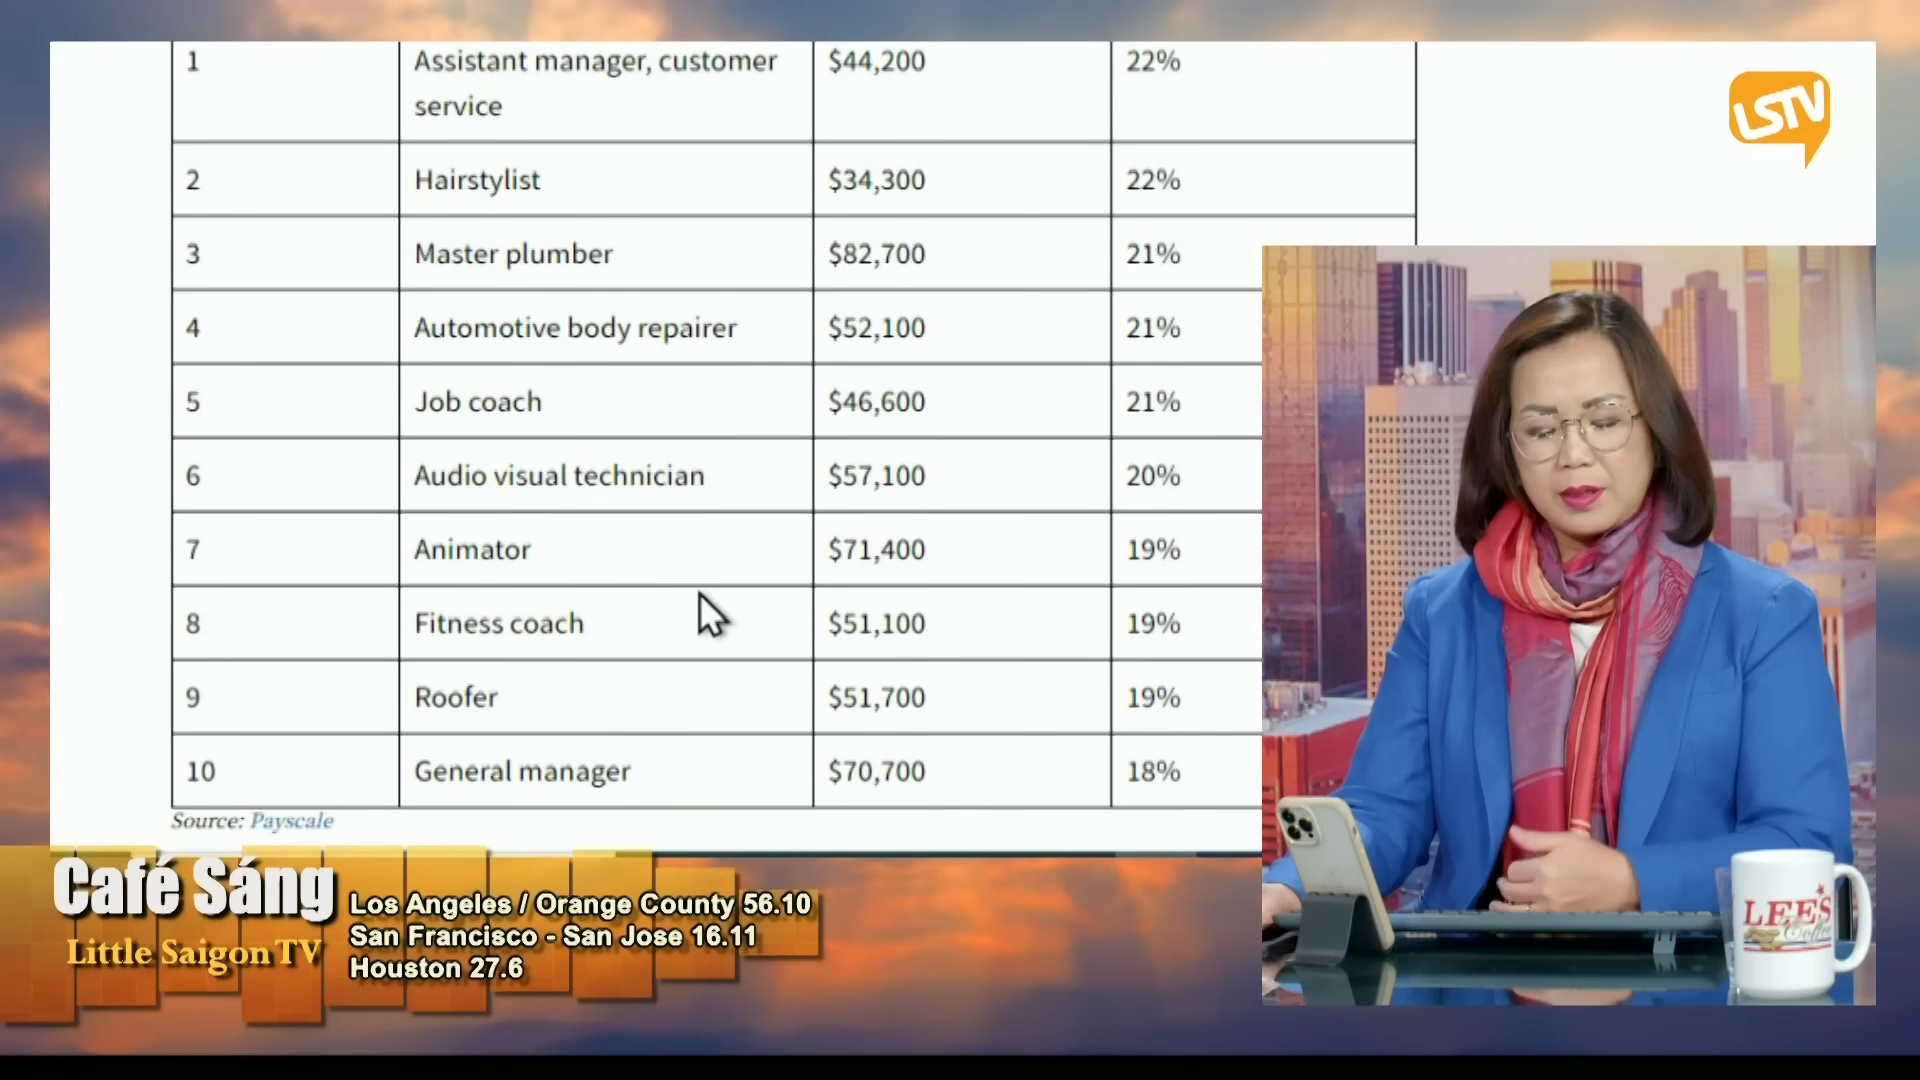 1 Assistant manager, customer service $44,200 22%
2 Hairstylist $34,300 22%
3 Master plumber $82,700 21%
4 Automotive body repairer $52,100 21%
5 Job coach $46,600 21%
6 Audio visual technician $57,100 20%
7 Animator $71,400 19%
8 Fitness coach $51,100 19%
9 Roofer $51,700 19%
10 General manager $70,700 18%
Source: Payscale
LSTV
LEE'S
Coffee
Café Sáng
Little Saigon TV
Los Angeles / Orange County 56.10
San Francisco - San Jose 16.11
Houston 27.6